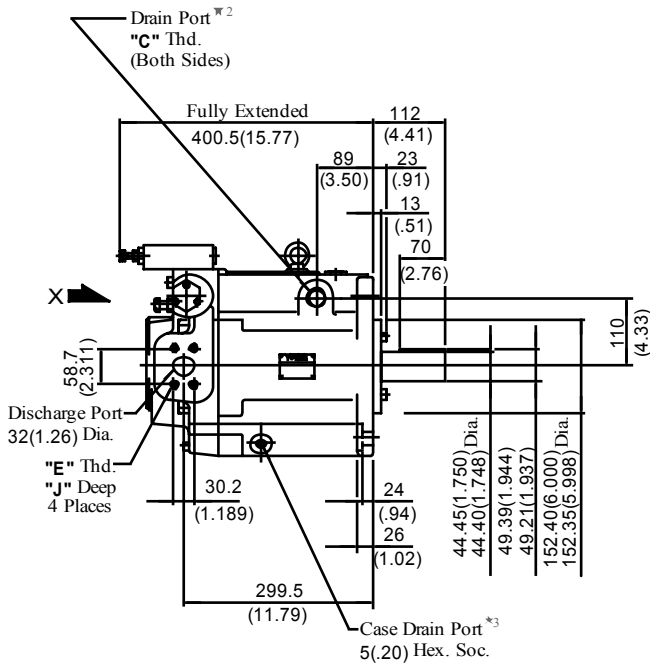 Drain Port *2
"C" Thd.
(Both Sides)
Fully Extended
400.5(15.77)
112
(4.41)
89
(3.50)
23
(.91)
13
(.51)
70
(2.76)
X
110
(4.33)
58.7
(2.311)
Discharge Port
32(1.26) Dia.
"E" Thd.
"J" Deep
4 Places
30.2
(1.189)
24
(.94)
26
(1.02)
44.45(1.750) Dia.
44.40(1.748)
49.39(1.944)
49.21(1.937)
152.40(6.000) Dia.
152.35(5.998)
299.5
(11.79)
Case Drain Port *3
5(.20) Hex. Soc.